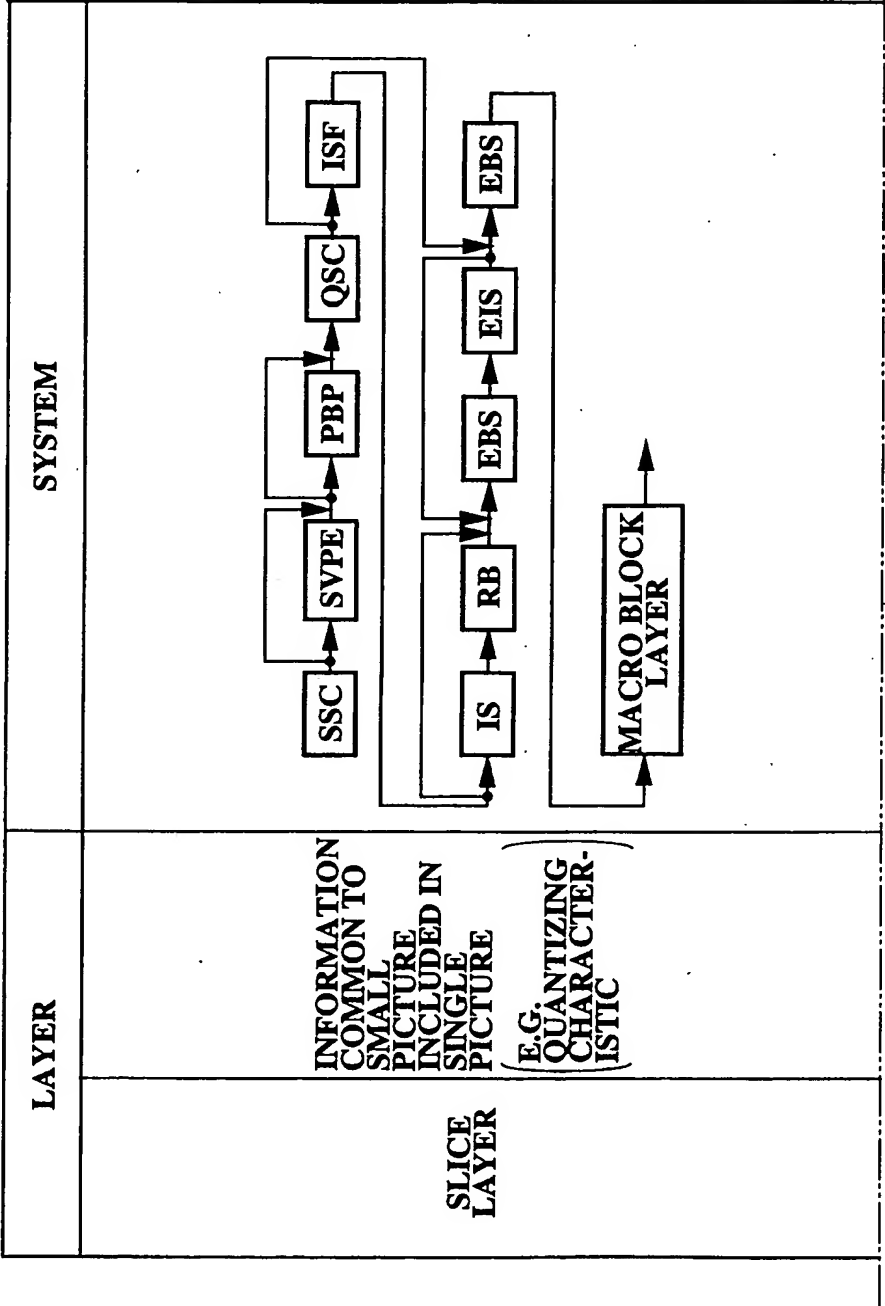 LAYER
SYSTEM
SLICE
LAYER
INFORMATION
COMMON TO
SMALL
PICTURE
INCLUDED IN
SINGLE
PICTURE
E.G.
QUANTIZING
CHARACTER-
ISTIC
SSC
SVPE
PBP
QSC
ISF
IS
RB
EBS
EIS
EBS
MACRO BLOCK
LAYER